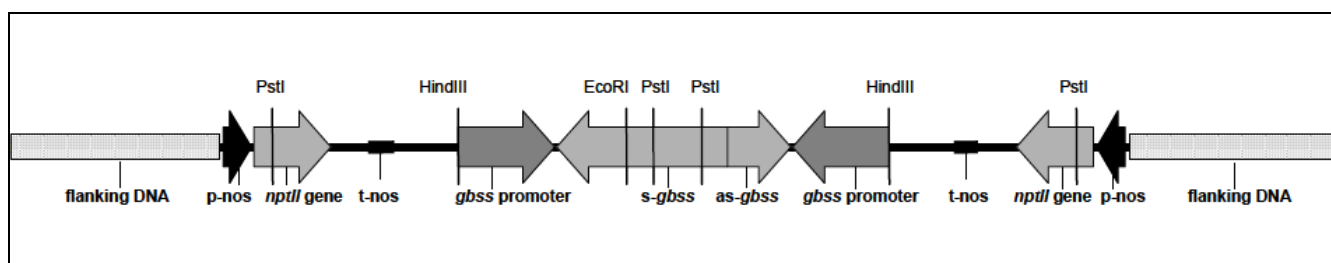 PstI HindIII EcoRI PstI PstI HindIII PstI
flanking DNA p-nos nptII gene t-nos gbss promoter s-gbss as-gbss gbss promoter t-nos nptII gene p-nos flanking DNA